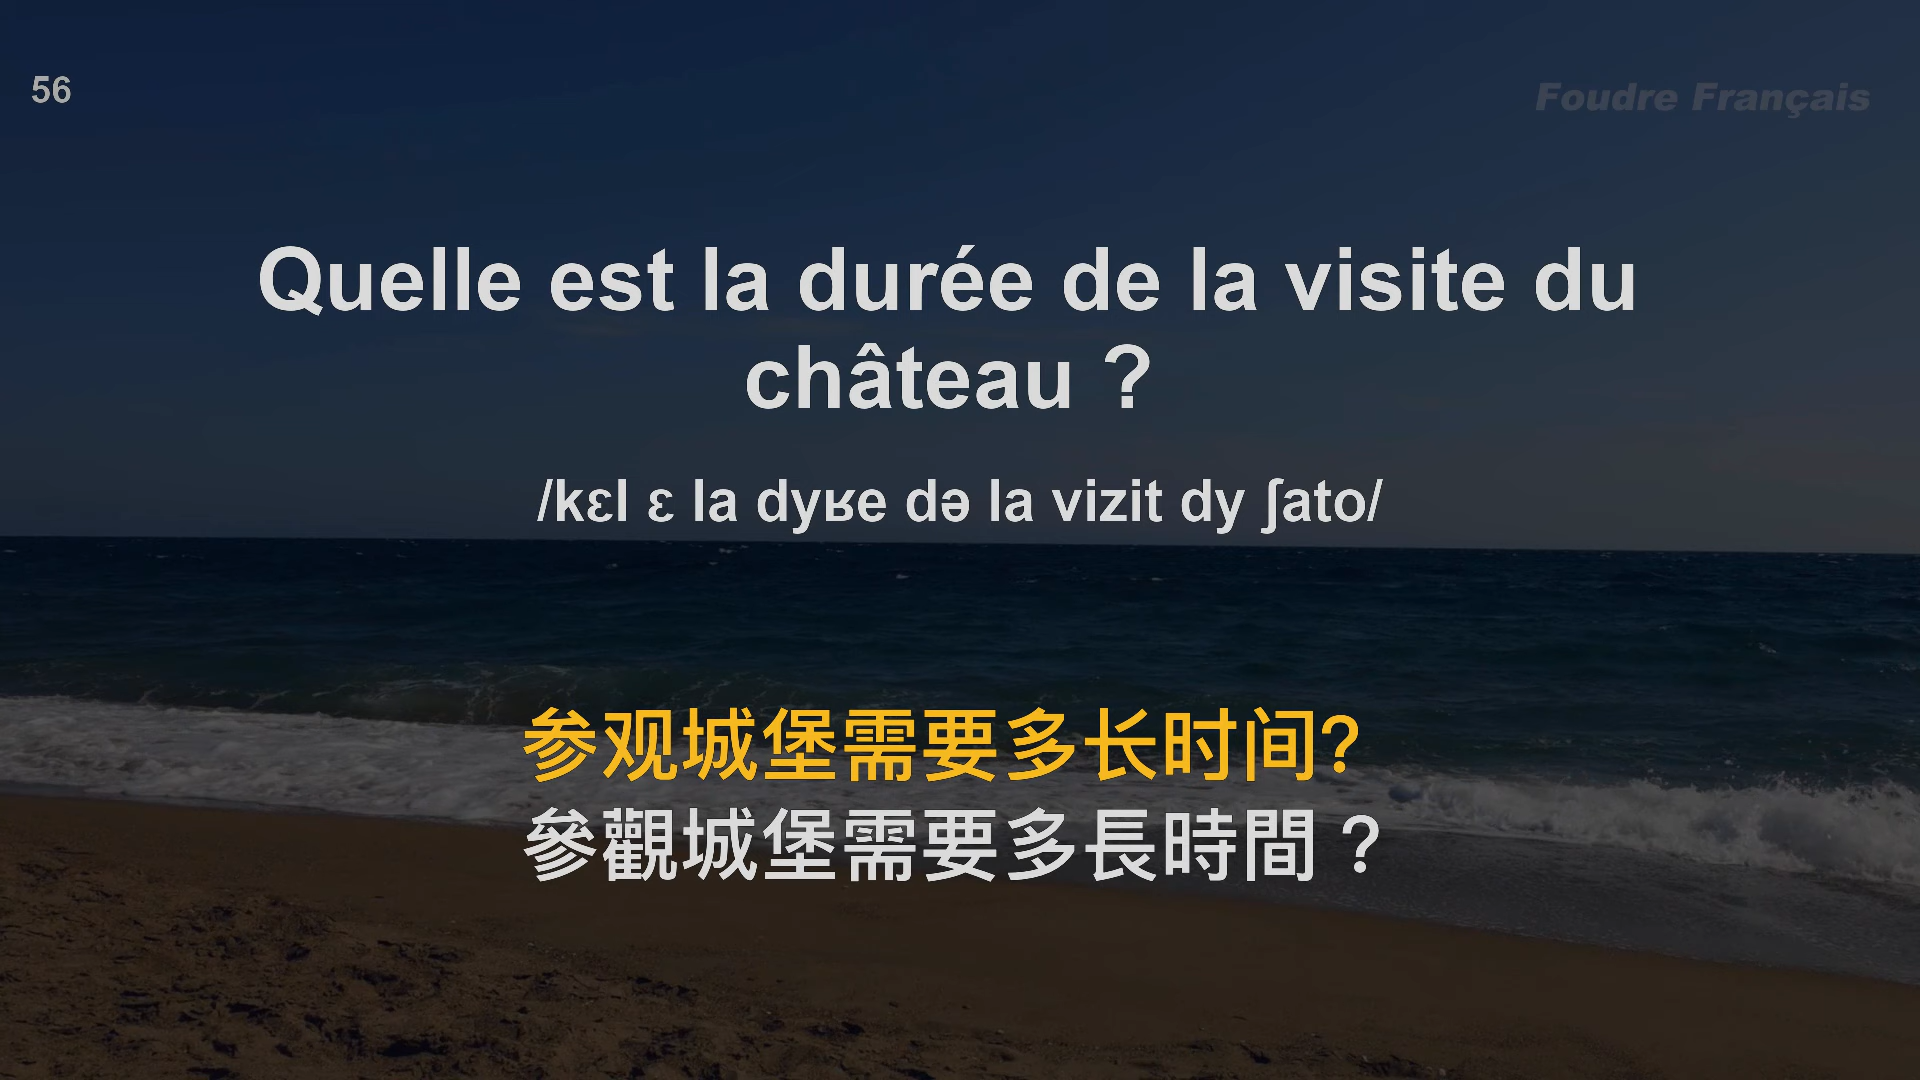 56
Foudre Français
Quelle est la durée de la visite du
château ?
/kɛl ɛ la dyʁe də la vizit dy ʃato/
参观城堡需要多长时间?
參觀城堡需要多長時間？